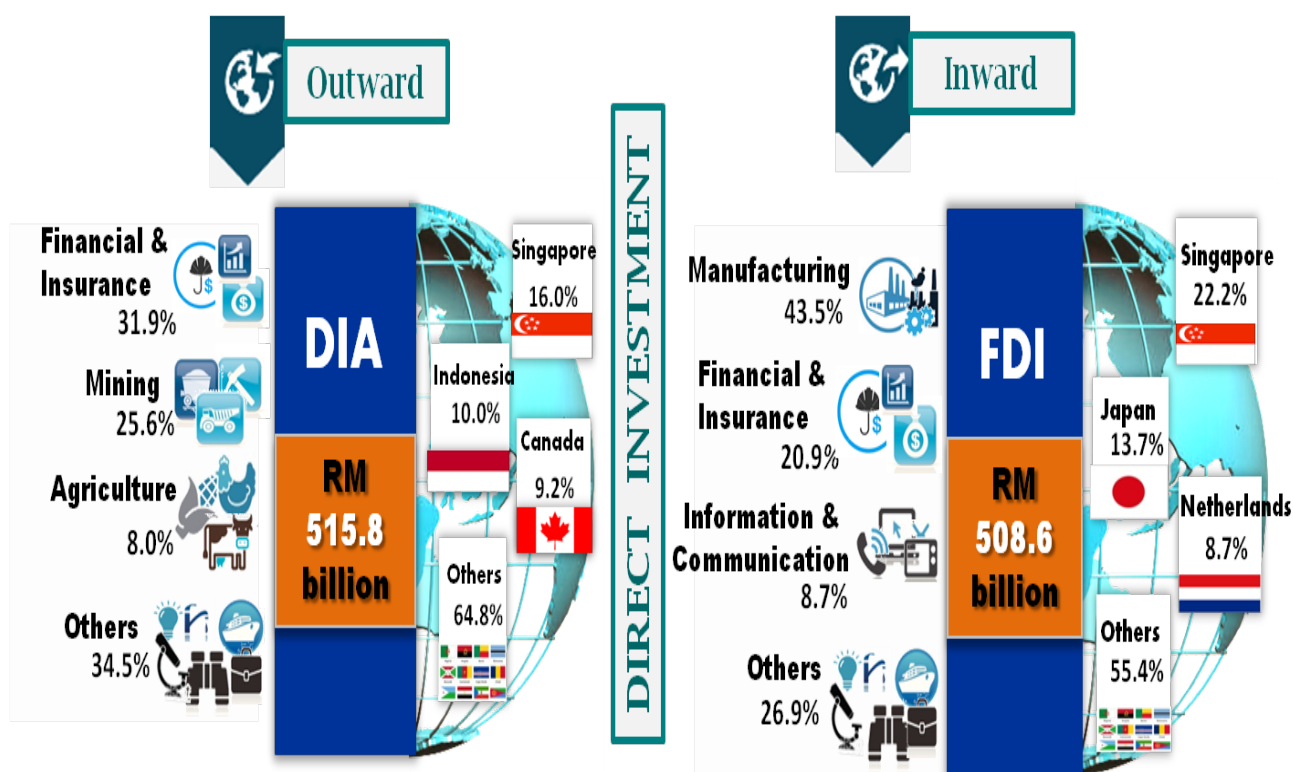 Outward
Financial &
Insurance
31.9%
Mining
25.6%
Agriculture
8.0%
Others
34.5%
DIA
RM
515.8
billion
Singapore
16.0%
Indonesia
10.0%
Canada
9.2%
Others
64.8%
DIRECT INVESTMENT
Inward
Manufacturing
43.5%
Financial &
Insurance
20.9%
Information &
Communication
8.7%
Others
26.9%
FDI
RM
508.6
billion
Singapore
22.2%
Japan
13.7%
Netherlands
8.7%
Others
55.4%